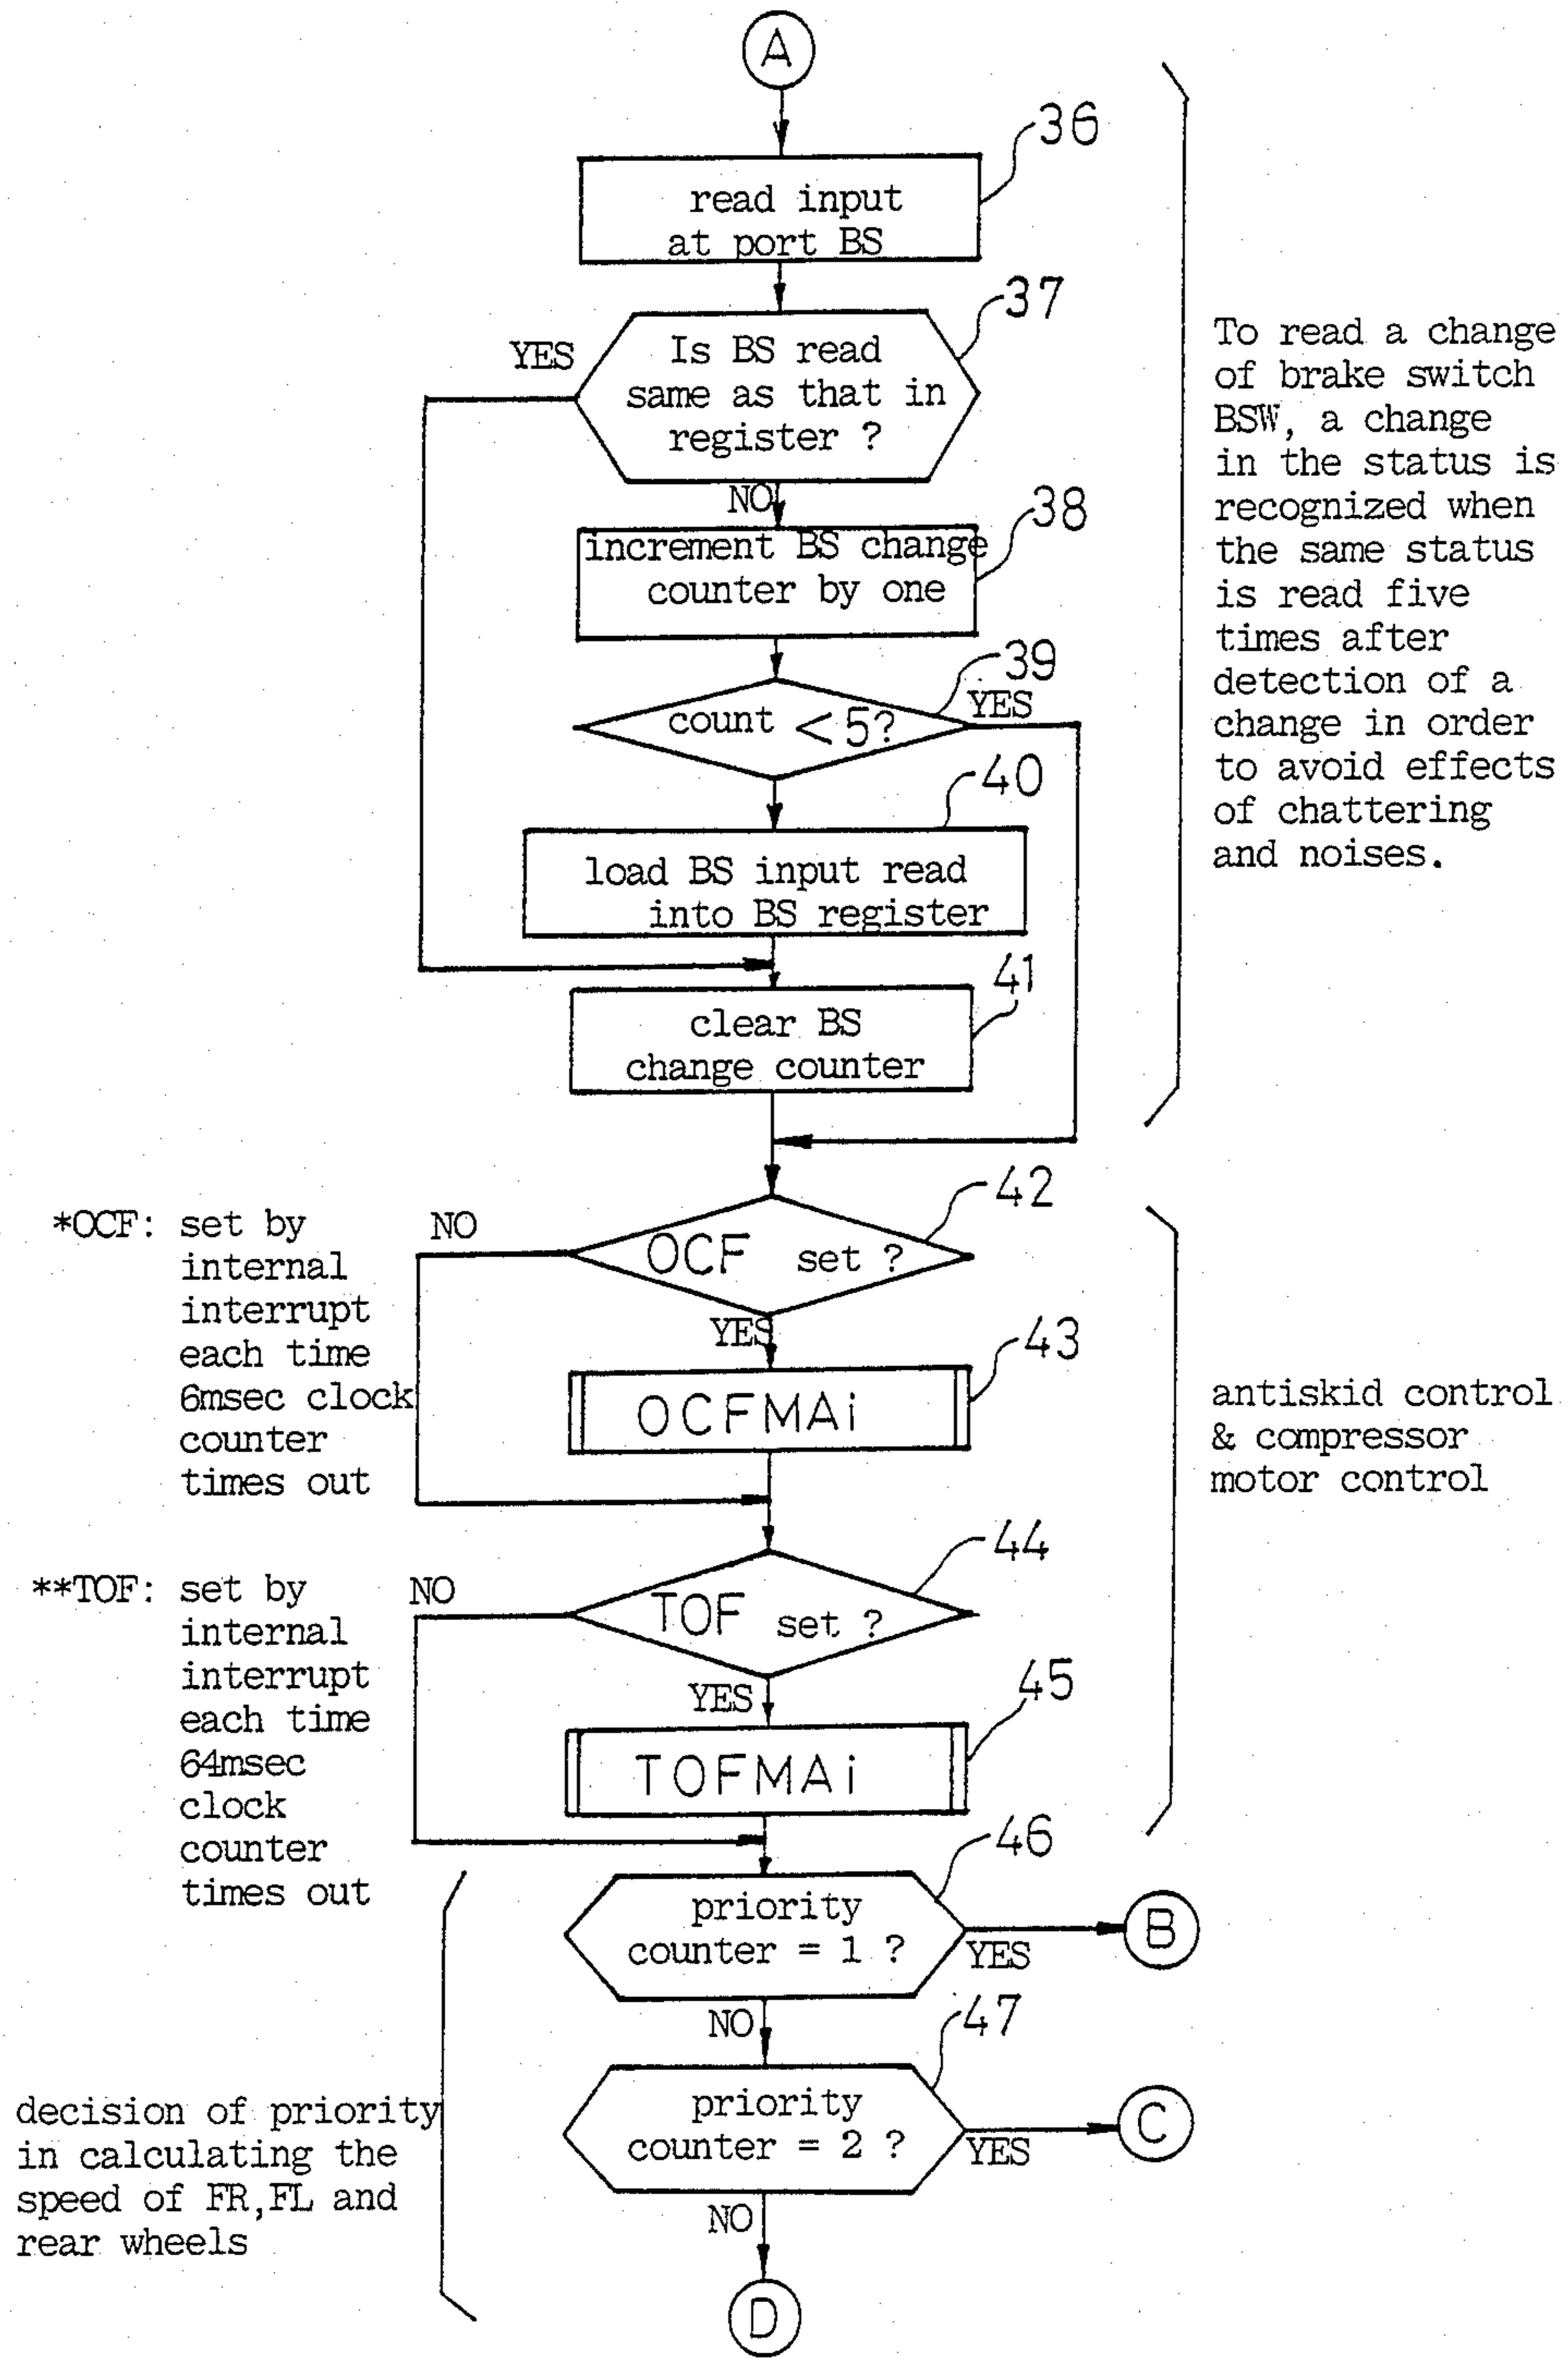 A
36
read input
at port BS
37
YES
Is BS read
same as that in
register ?
NO
38
increment BS change
counter by one
39
count < 5?
YES
40
load BS input read
into BS register
41
clear BS
change counter
To read a change
of brake switch
BSW, a change
in the status is
recognized when
the same status
is read five
times after
detection of a
change in order
to avoid effects
of chattering
and noises.
42
*OCF: set by
internal
interrupt
each time
6msec clock
counter
times out
NO
OCF set ?
YES
43
OCFMAi
antiskid control
& compressor
motor control
44
**TOF: set by
internal
interrupt
each time
64msec
clock
counter
times out
NO
TOF set ?
YES
45
TOFMAi
46
priority
counter = 1 ?
YES
B
NO
47
priority
counter = 2 ?
YES
C
NO
decision of priority
in calculating the
speed of FR,FL and
rear wheels
D